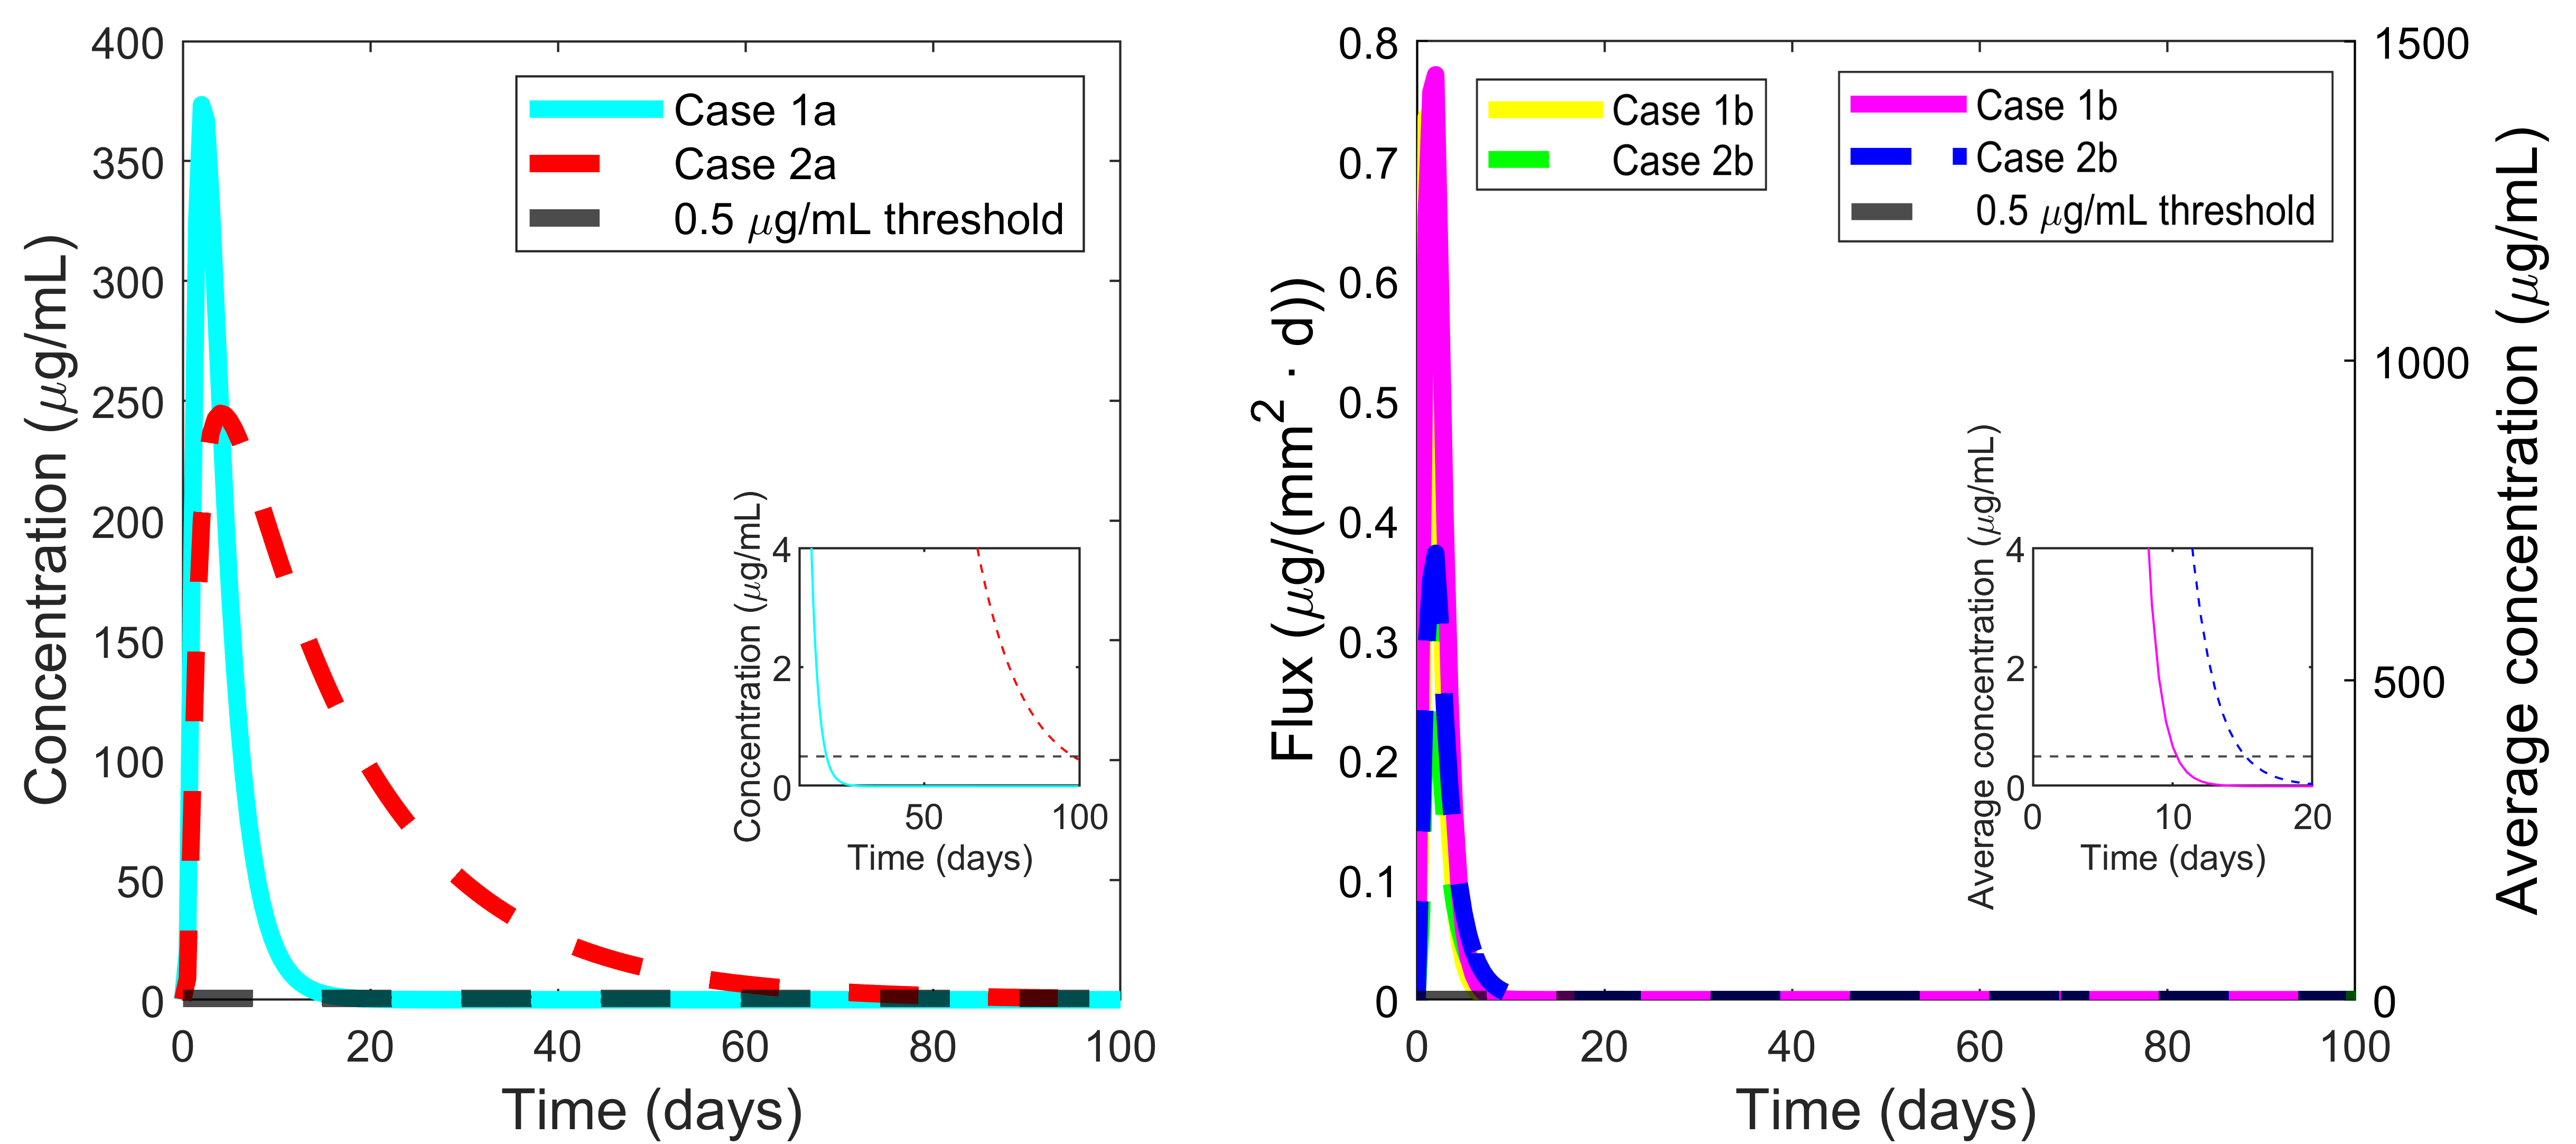 400
350
300
250
200
150
100
50
0
0 20 40 60 80 100
Time (days)
Concentration (μg/mL)
Case 1a
Case 2a
0.5 μg/mL threshold
4
2
0
50 100
Time (days)
Concentration (μg/mL)
0.8
0.7
0.6
0.5
0.4
0.3
0.2
0.1
0
0 20 40 60 80 100
Time (days)
Flux (μg/(mm² · d))
Case 1b
Case 2b
Case 1b
Case 2b
0.5 μg/mL threshold
4
2
0
0 10 20
Time (days)
Average concentration (μg/mL)
1500
1000
500
0
Average concentration (μg/mL)